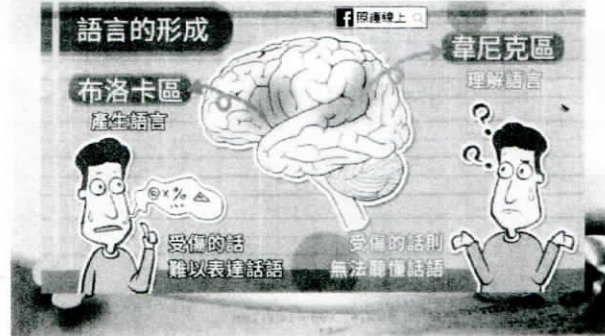 語言的形成
照護線上
韋尼克區
理解語言
布洛卡區
產生語言
受傷的話
難以表達話語
受傷的話則
無法聽懂話語